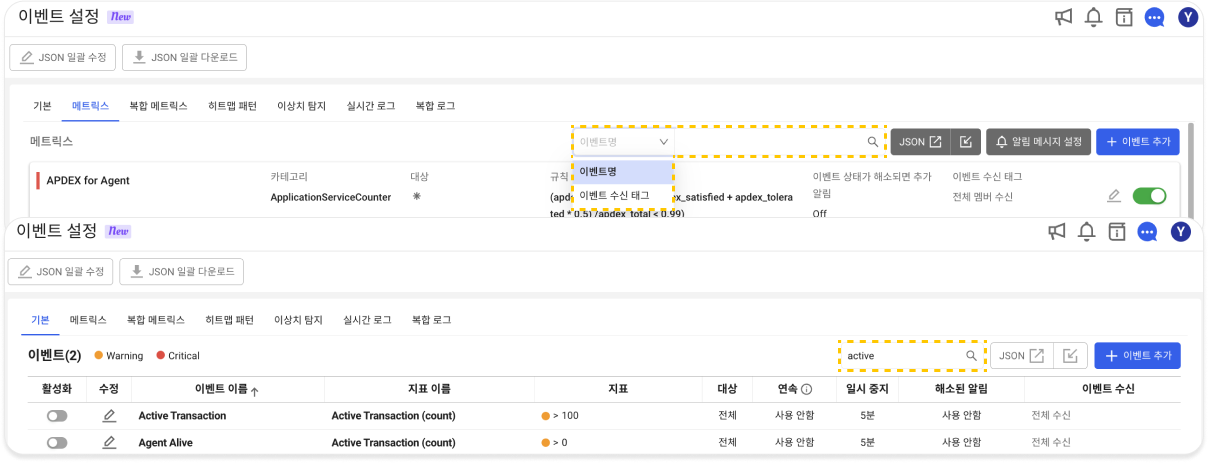 이벤트 설정 New
Y
JSON 일괄 수정 JSON 일괄 다운로드
기본 메트릭스 복합 메트릭스 히트맵 패턴 이상치 탐지 실시간 로그 복합 로그
메트릭스 이벤트명 JSON 알림 메시지 설정 + 이벤트 추가
APDEX for Agent
카테고리
ApplicationServiceCounter
대상
*
규칙
이벤트명
이벤트 수신 태그
(apd ex_satisfied + apdex_tolera
ted * 0.5) /apdex_total < 0.99)
이벤트 상태가 해소되면 추가
알림
Off
이벤트 수신 태그
전체 멤버 수신
이벤트 설정 New
Y
JSON 일괄 수정 JSON 일괄 다운로드
기본 메트릭스 복합 메트릭스 히트맵 패턴 이상치 탐지 실시간 로그 복합 로그
이벤트(2) Warning Critical active JSON + 이벤트 추가
활성화 수정 이벤트 이름 ↑ 지표 이름 지표 대상 연속 일시 중지 해소된 알림 이벤트 수신
Active Transaction Active Transaction (count) > 100 전체 사용 안함 5분 사용 안함 전체 수신
Agent Alive Active Transaction (count) > 0 전체 사용 안함 5분 사용 안함 전체 수신